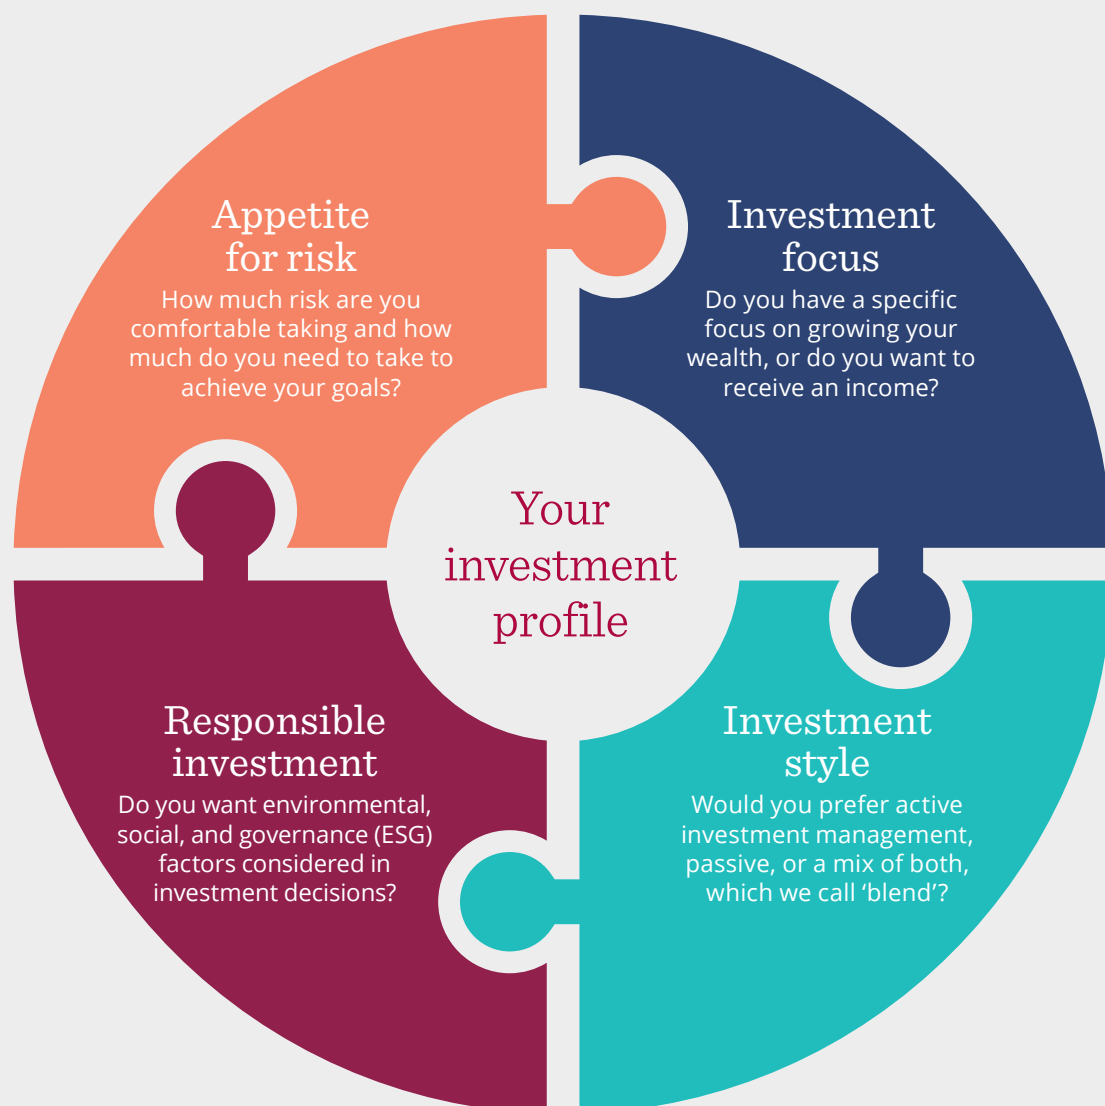 Appetite
for risk
How much risk are you
comfortable taking and how
much do you need to take to
achieve your goals?
Investment
focus
Do you have a specific
focus on growing your
wealth, or do you want to
receive an income?
Your
investment
profile
Responsible
investment
Do you want environmental,
social, and governance (ESG)
factors considered in
investment decisions?
Investment
style
Would you prefer active
investment management,
passive, or a mix of both,
which we call ‘blend’?